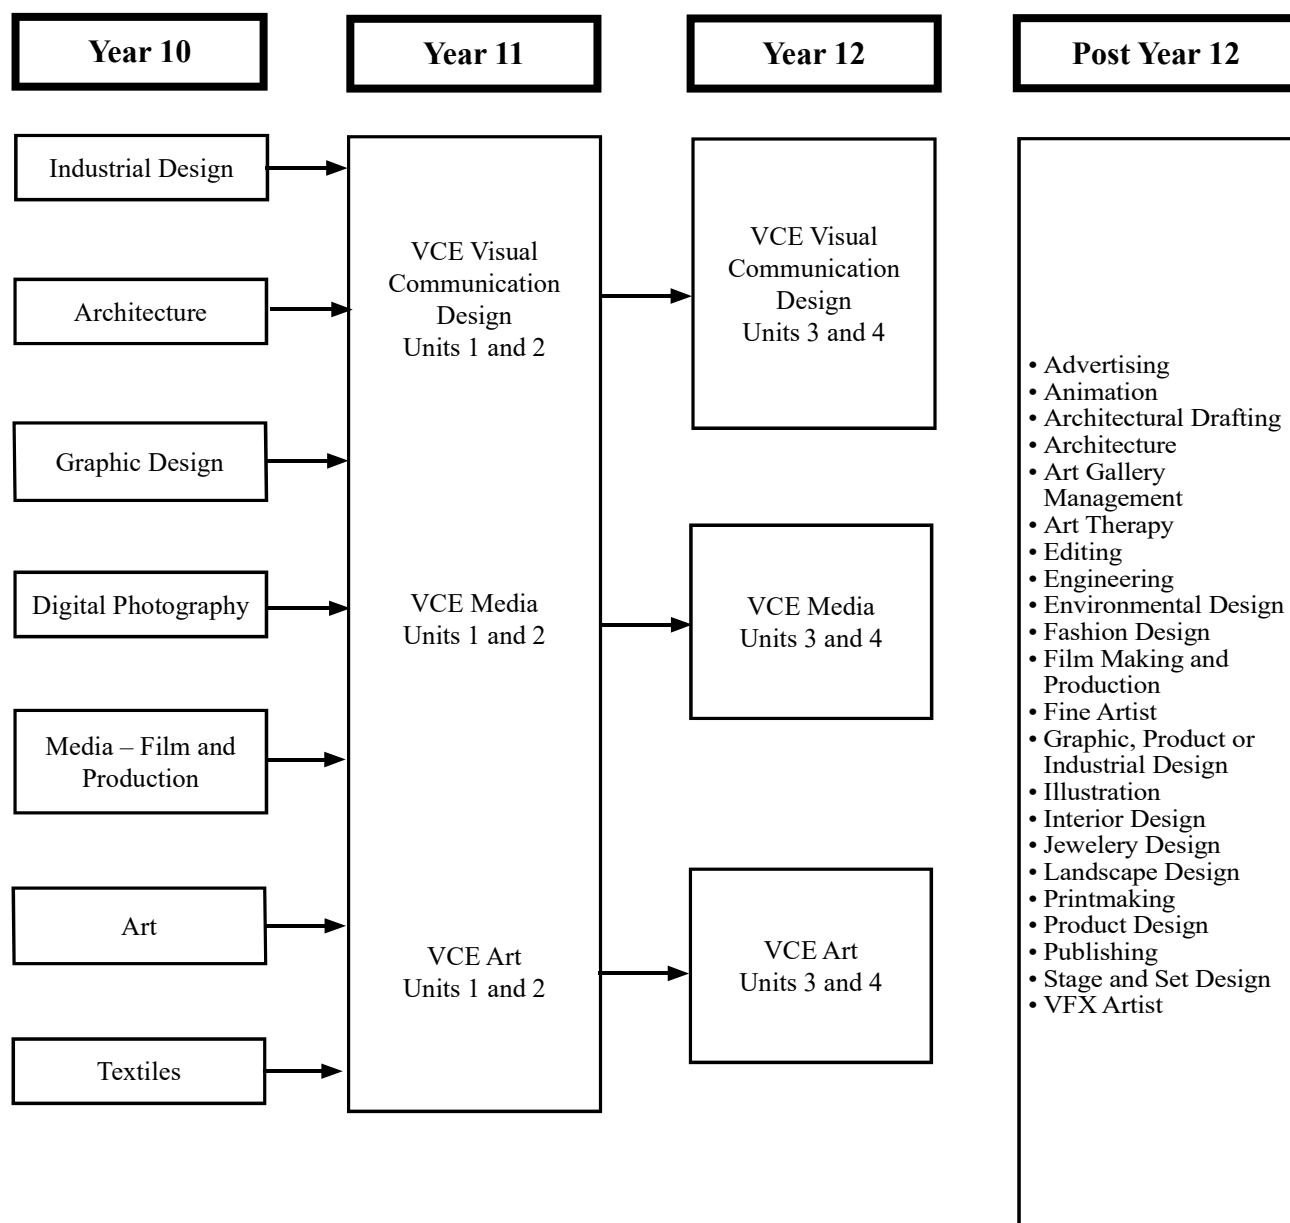 Year 10
Year 11
Year 12
Post Year 12
Industrial Design
Architecture
Graphic Design
Digital Photography
Media – Film and
Production
Art
Textiles
VCE Visual
Communication
Design
Units 1 and 2
VCE Media
Units 1 and 2
VCE Art
Units 1 and 2
VCE Visual
Communication
Design
Units 3 and 4
VCE Media
Units 3 and 4
VCE Art
Units 3 and 4
• Advertising
• Animation
• Architectural Drafting
• Architecture
• Art Gallery
Management
• Art Therapy
• Editing
• Engineering
• Environmental Design
• Fashion Design
• Film Making and
Production
• Fine Artist
• Graphic, Product or
Industrial Design
• Illustration
• Interior Design
• Jewelery Design
• Landscape Design
• Printmaking
• Product Design
• Publishing
• Stage and Set Design
• VFX Artist